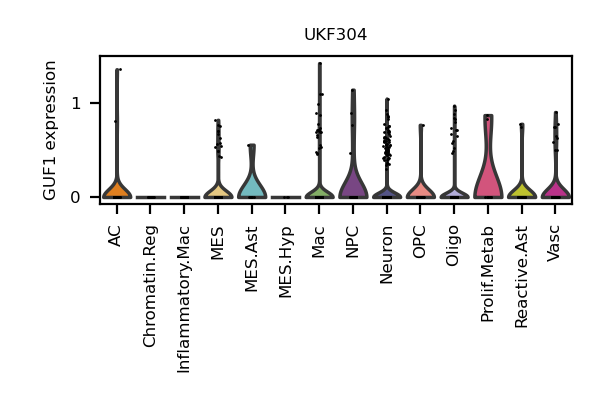 UKF304
GUF1 expression
1
0
AC
Chromatin.Reg
Inflammatory.Mac
MES
MES.Ast
MES.Hyp
Mac
NPC
Neuron
OPC
Oligo
Prolif.Metab
Reactive.Ast
Vasc